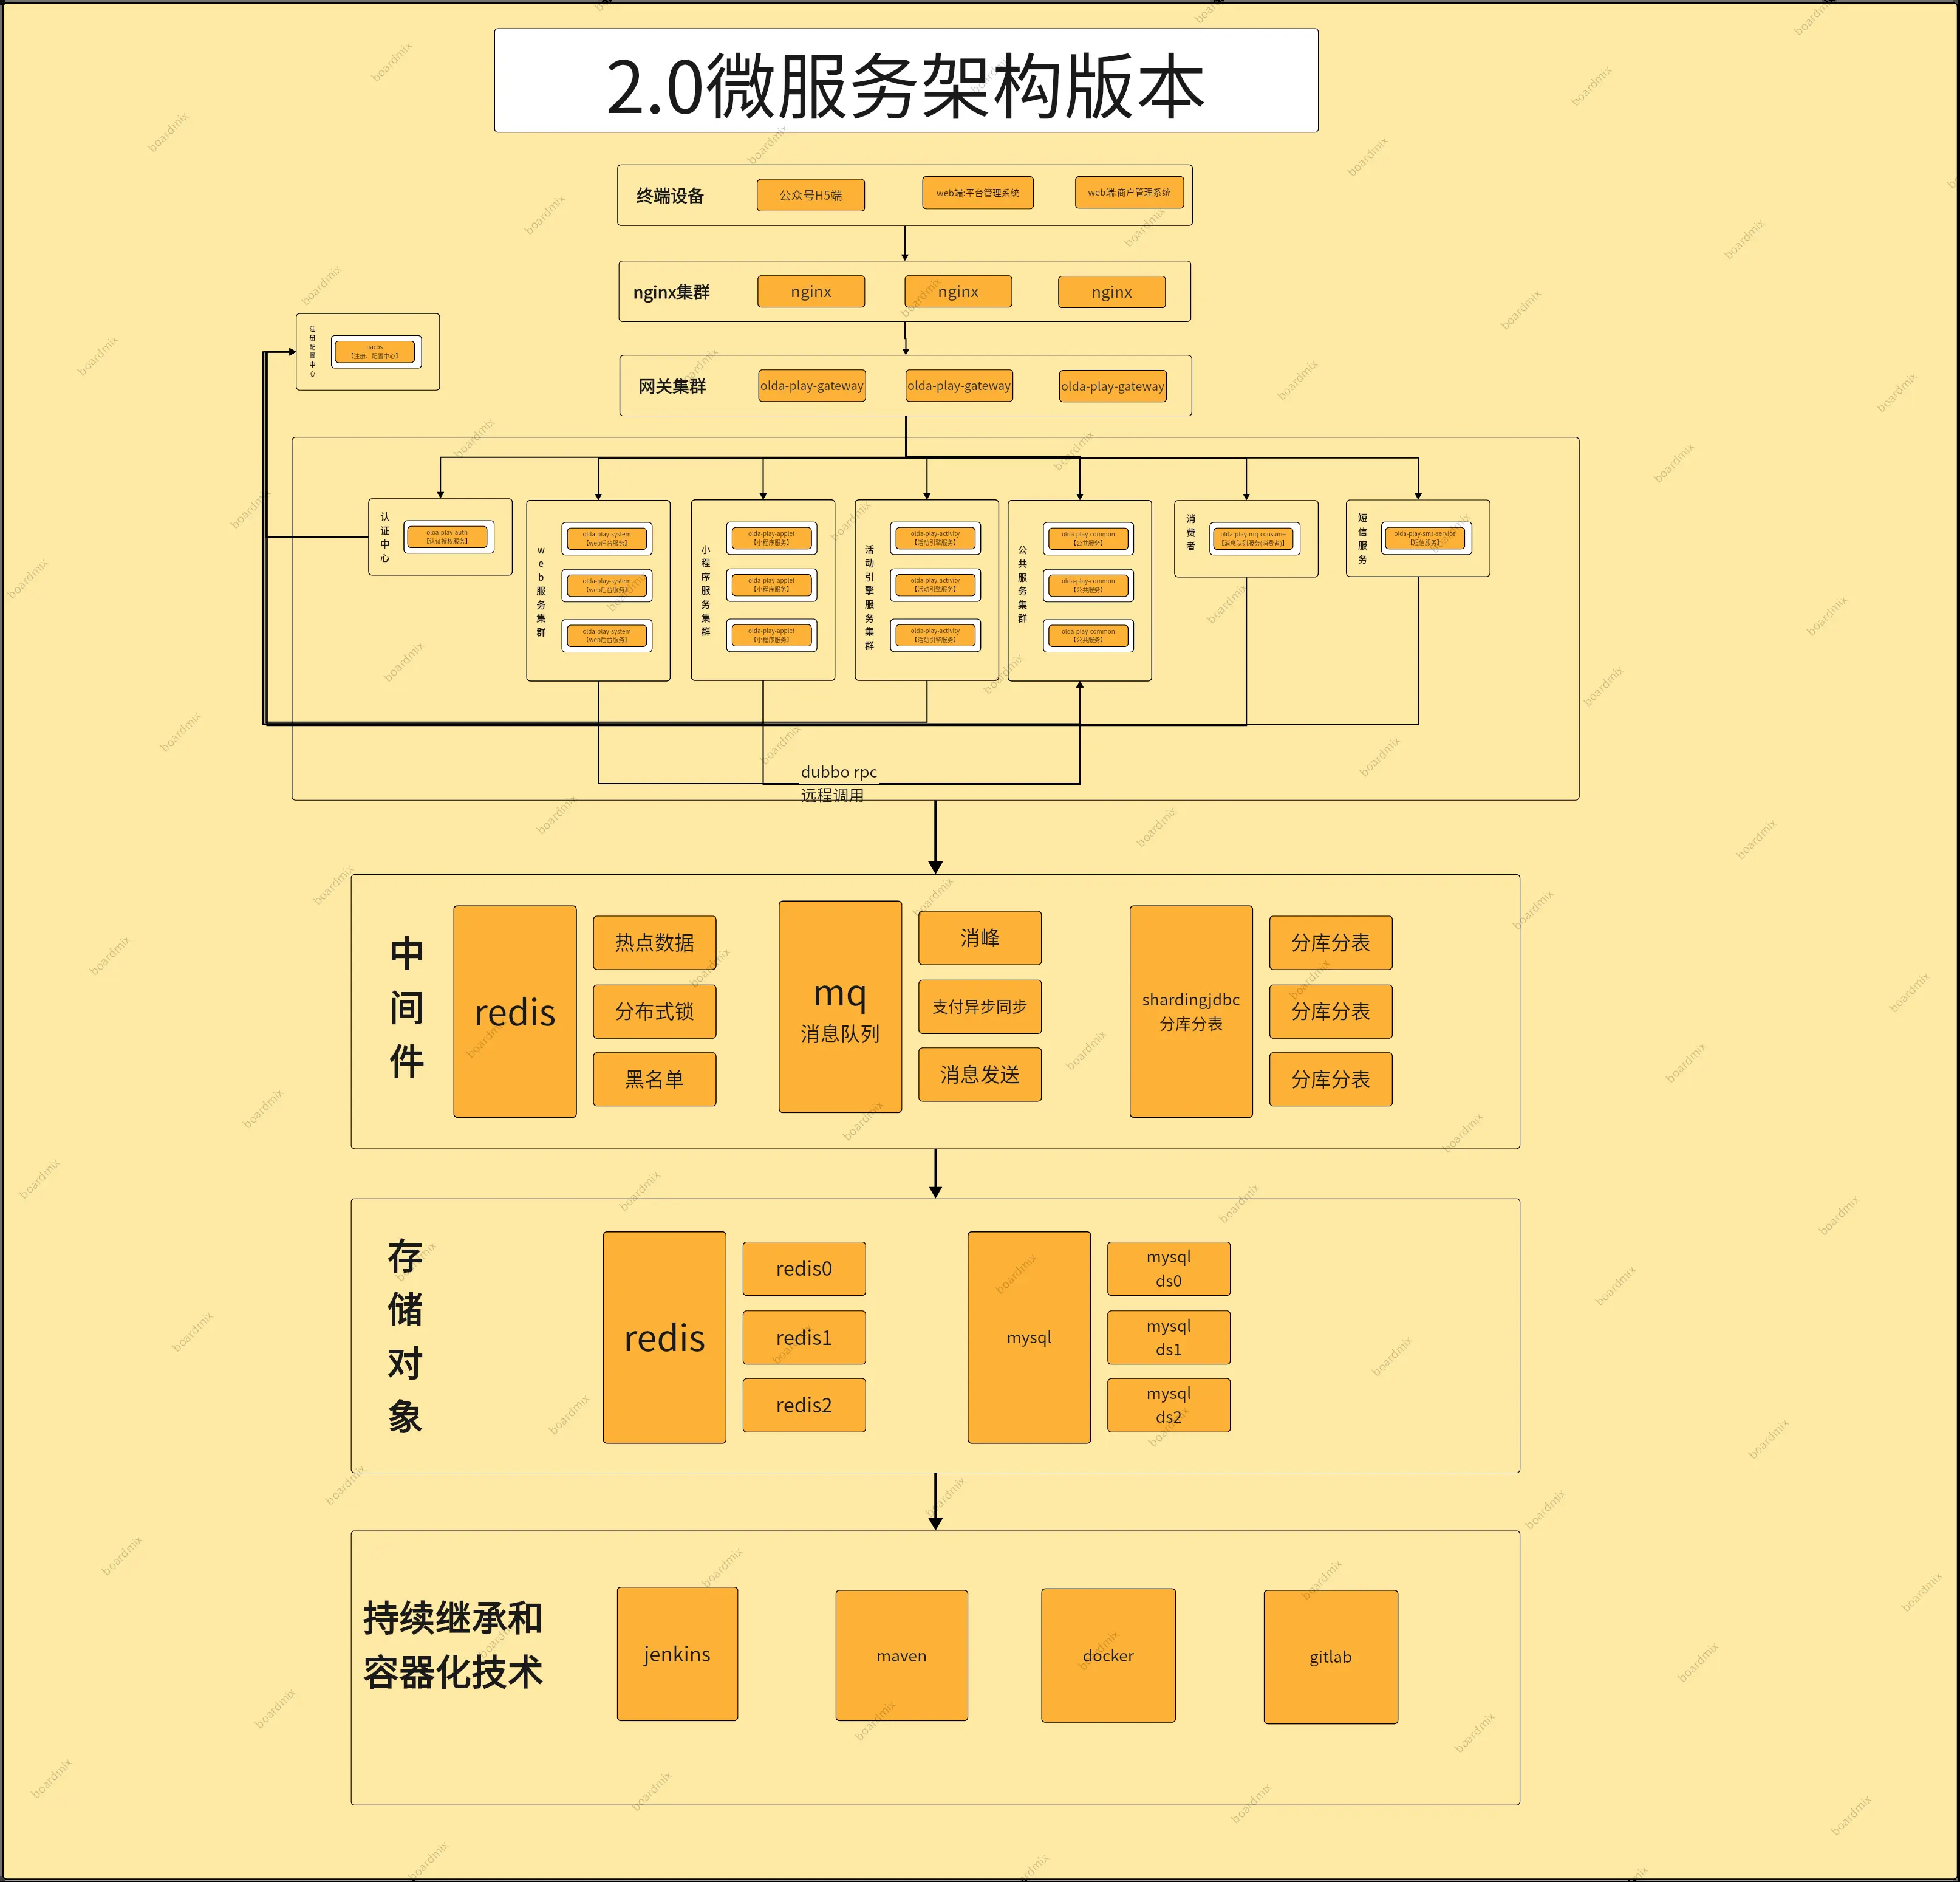 2.0微服务架构版本
终端设备
公众号H5端
web端:平台管理系统
web端:商户管理系统
nginx集群
nginx
nginx
nginx
注册配置中心
nacos
【注册、配置中心】
网关集群
olda-play-gateway
olda-play-gateway
olda-play-gateway
认证中心
oloa-play-auth
【认证授权服务】
web服务集群
olda-play-system
【web后台服务】
olda-play-system
【web后台服务】
olda-play-system
【web后台服务】
小程序服务集群
olda-play-applet
【小程序服务】
olda-play-applet
【小程序服务】
olda-play-applet
【小程序服务】
活动引擎服务集群
olda-play-activity
【活动引擎服务】
olda-play-activity
【活动引擎服务】
olda-play-activity
【活动引擎服务】
公共服务集群
olda-play-common
【公共服务】
olda-play-common
【公共服务】
olda-play-common
【公共服务】
消费者
olda-play-mq-consume
【消息队列服务(消费者)】
短信服务
olda-play-sms-service
【短信服务】
dubbo rpc
远程调用
中间件
redis
热点数据
分布式锁
黑名单
mq
消息队列
消峰
支付异步同步
消息发送
shardingjdbc
分库分表
分库分表
分库分表
分库分表
存储对象
redis
redis0
redis1
redis2
mysql
mysql
ds0
mysql
ds1
mysql
ds2
持续继承和
容器化技术
jenkins
maven
docker
gitlab
boardmix